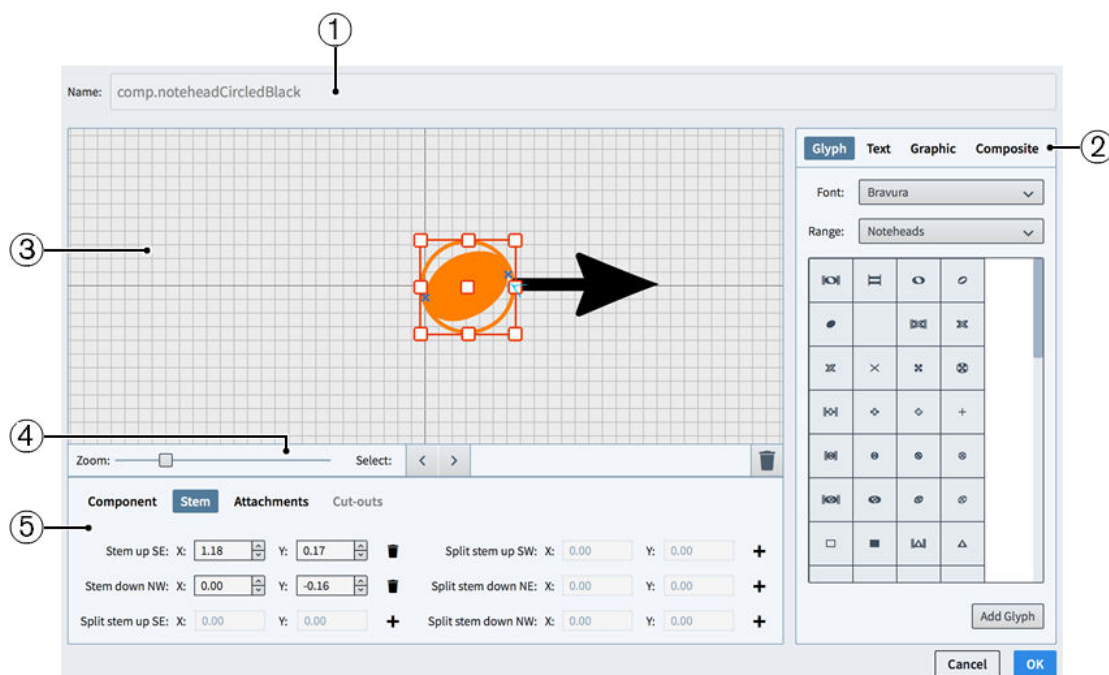 ①
Name: comp.noteheadCircledBlack
Glyph Text Graphic Composite
②
Font: Bravura
Range: Noteheads
③
④
Zoom: Select: < >
Component Stem Attachments Cut-outs
⑤
Stem up SE: X: 1.18 Y: 0.17 Split stem up SW: X: 0.00 Y: 0.00 +
Stem down NW: X: 0.00 Y: -0.16 Split stem down NE: X: 0.00 Y: 0.00 +
Split stem up SE: X: 0.00 Y: 0.00 + Split stem down NW: X: 0.00 Y: 0.00 +
Add Glyph
Cancel OK